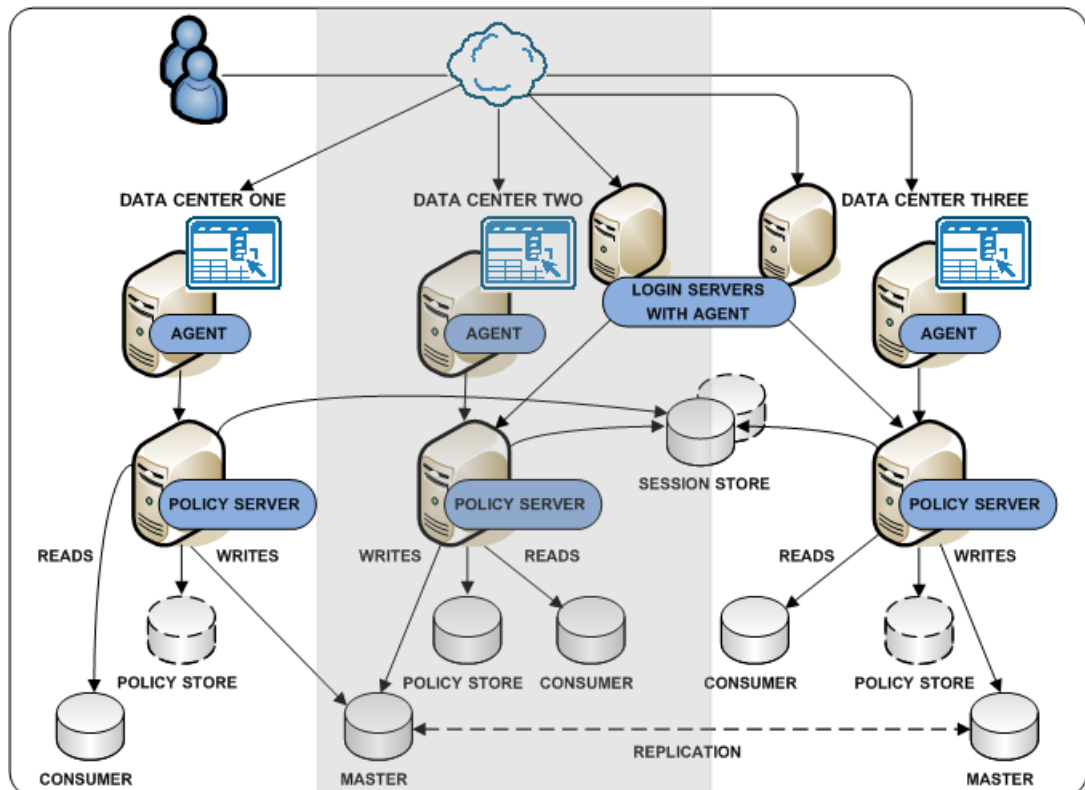 DATA CENTER ONE
DATA CENTER TWO
DATA CENTER THREE
LOGIN SERVERS
WITH AGENT
AGENT
AGENT
AGENT
SESSION STORE
POLICY SERVER
POLICY SERVER
POLICY SERVER
READS
WRITES
WRITES
READS
READS
WRITES
POLICY STORE
POLICY STORE
CONSUMER
CONSUMER
POLICY STORE
REPLICATION
CONSUMER
MASTER
MASTER